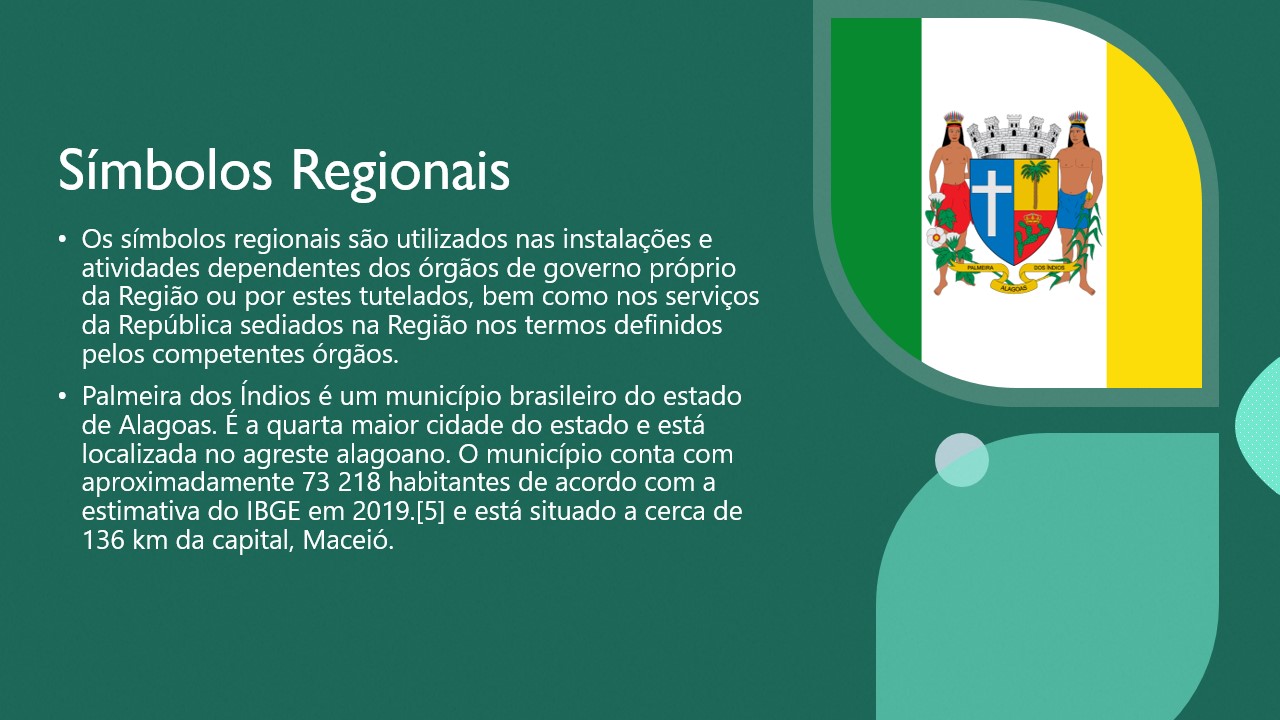 Símbolos Regionais
• Os símbolos regionais são utilizados nas instalações e
atividades dependentes dos órgãos de governo próprio
da Região ou por estes tutelados, bem como nos serviços
da República sediados na Região nos termos definidos
pelos competentes órgãos.
• Palmeira dos Índios é um município brasileiro do estado
de Alagoas. É a quarta maior cidade do estado e está
localizada no agreste alagoano. O município conta com
aproximadamente 73 218 habitantes de acordo com a
estimativa do IBGE em 2019.[5] e está situado a cerca de
136 km da capital, Maceió.
PALMEIRA DOS ÍNDIOS
ALAGOAS